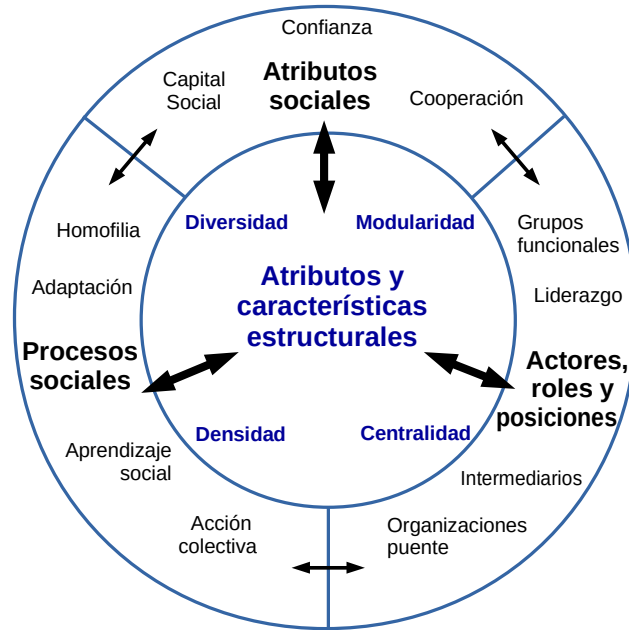 Confianza
Atributos
sociales
Capital
Social
Cooperación
Diversidad
Modularidad
Homofilia
Grupos
funcionales
Adaptación
Atributos y
características
estructurales
Liderazgo
Procesos
sociales
Actores,
roles y
posiciones
Densidad
Centralidad
Aprendizaje
social
Intermediarios
Acción
colectiva
Organizaciones
puente